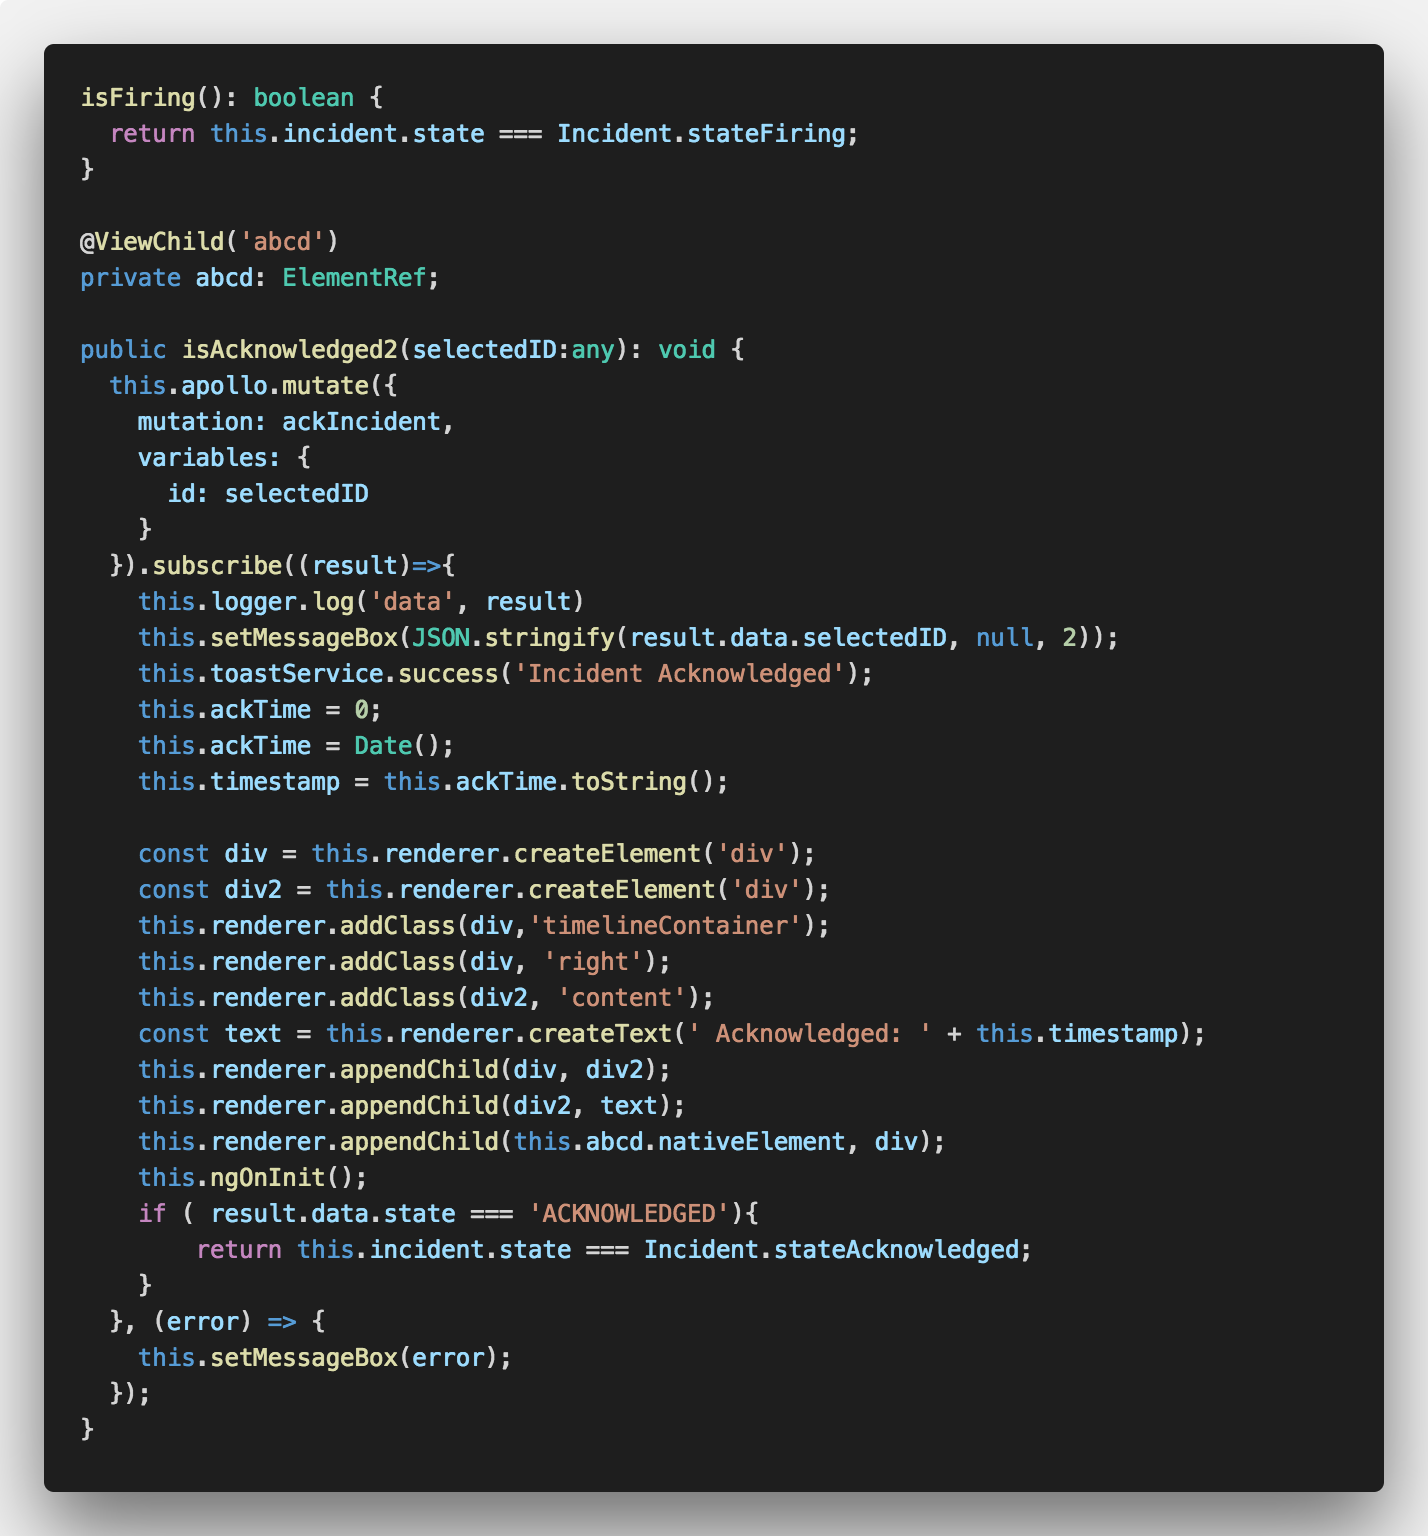 isFiring(): boolean {
  return this.incident.state === Incident.stateFiring;
}

@ViewChild('abcd')
private abcd: ElementRef;

public isAcknowledged2(selectedID:any): void {
  this.apollo.mutate({
    mutation: ackIncident,
    variables: {
      id: selectedID
    }
  }).subscribe((result)=>{
    this.logger.log('data', result)
    this.setMessageBox(JSON.stringify(result.data.selectedID, null, 2));
    this.toastService.success('Incident Acknowledged');
    this.ackTime = 0;
    this.ackTime = Date();
    this.timestamp = this.ackTime.toString();

    const div = this.renderer.createElement('div');
    const div2 = this.renderer.createElement('div');
    this.renderer.addClass(div,'timelineContainer');
    this.renderer.addClass(div, 'right');
    this.renderer.addClass(div2, 'content');
    const text = this.renderer.createText(' Acknowledged: ' + this.timestamp);
    this.renderer.appendChild(div, div2);
    this.renderer.appendChild(div2, text);
    this.renderer.appendChild(this.abcd.nativeElement, div);
    this.ngOnInit();
    if ( result.data.state === 'ACKNOWLEDGED'){
        return this.incident.state === Incident.stateAcknowledged;
    }
  }, (error) => {
    this.setMessageBox(error);
  });
}